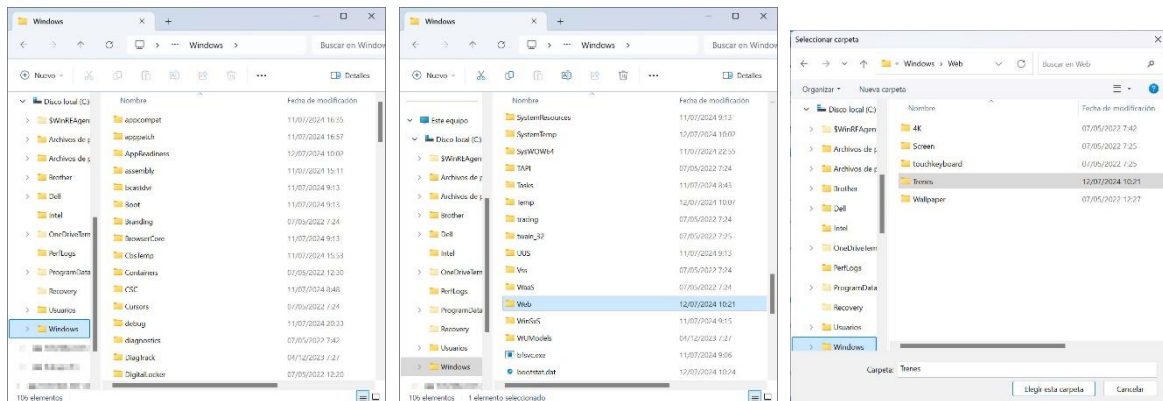 Windows
Windows
Buscar en Window
Nuevo
Detalles
Disco local (C:)
$WinREAgen
Archivos de p
Archivos de p
Brother
Dell
Intel
OneDriveTem
PerfLogs
ProgramData
Recovery
Usuarios
Windows
Nombre
Fecha de modificación
appcompat 11/07/2024 16:35
apppatch 11/07/2024 16:57
AppReadiness 12/07/2024 10:02
assembly 11/07/2024 15:11
bcastdvr 11/07/2024 9:13
Boot 11/07/2024 9:13
Branding 07/05/2022 7:24
BrowserCore 11/07/2024 9:13
CbsTemp 11/07/2024 15:53
Containers 07/05/2022 12:30
CSC 11/07/2024 8:48
Cursors 07/05/2022 7:24
debug 11/07/2024 20:33
diagnostics 07/05/2022 7:42
DiagTrack 04/12/2023 7:27
DigitalLocker 07/05/2022 12:20
106 elementos
Windows
Windows
Buscar en Window
Nuevo
Detalles
Este equipo
Disco local (C:)
$WinREAgen
Archivos de p
Archivos de p
Brother
Dell
Intel
OneDriveTem
PerfLogs
ProgramData
Recovery
Usuarios
Windows
Nombre
Fecha de modificación
SystemResources 11/07/2024 9:13
SystemTemp 12/07/2024 10:02
SysWOW64 11/07/2024 22:55
TAPI 07/05/2022 7:24
Tasks 11/07/2024 8:43
Temp 12/07/2024 10:07
tracing 07/05/2022 7:24
twain_32 07/05/2022 7:25
UUS 11/07/2024 9:13
Vss 07/05/2022 7:24
WaaS 07/05/2022 7:24
Web 12/07/2024 10:21
WinSxS 11/07/2024 9:15
WUModels 04/12/2023 7:27
bfsvc.exe 11/07/2024 9:06
bootstat.dat 12/07/2024 10:24
106 elementos 1 elemento seleccionado
Seleccionar carpeta
Windows Web
Buscar en Web
Organizar Nueva carpeta
Disco local (C:)
$WinREAgen
Archivos de p
Archivos de p
Brother
Dell
Intel
OneDriveTem
PerfLogs
ProgramData
Recovery
Usuarios
Windows
Nombre
Fecha de modificación
4K 07/05/2022 7:42
Screen 07/05/2022 7:25
touchkeyboard 07/05/2022 7:25
Trenes 12/07/2024 10:21
Wallpaper 07/05/2022 12:27
Carpeta: Trenes
Elegir esta carpeta
Cancelar